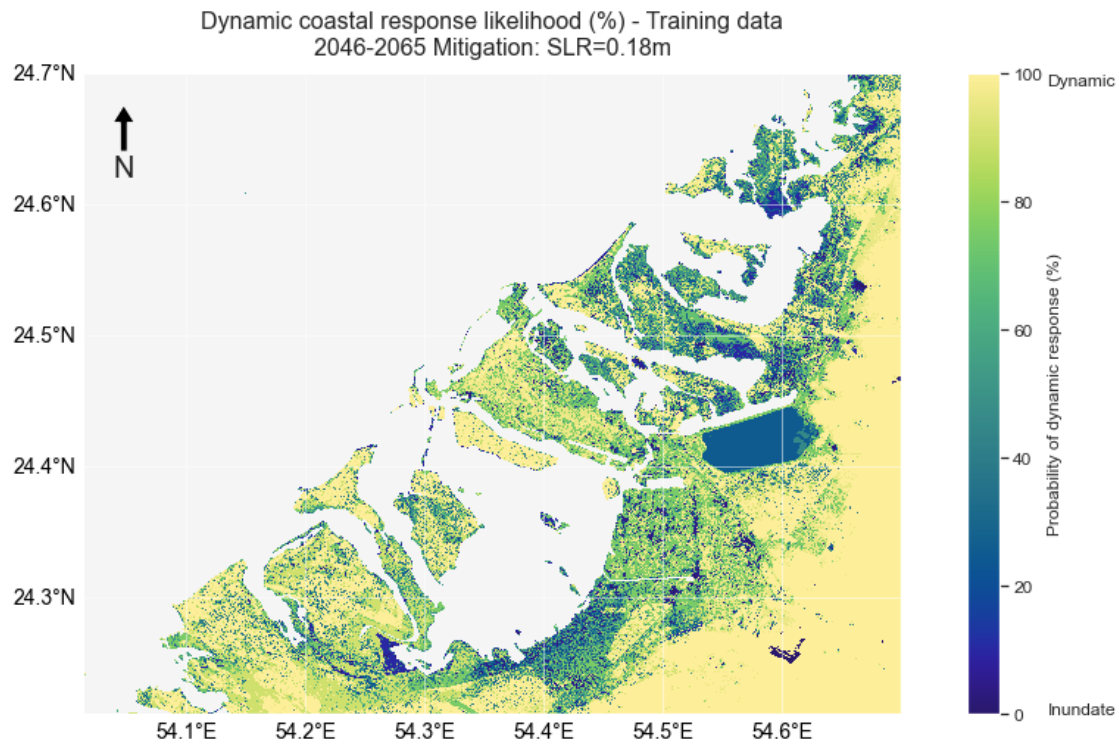 Dynamic coastal response likelihood (%) - Training data
2046-2065 Mitigation: SLR=0.18m
24.7°N
24.6°N
24.5°N
24.4°N
24.3°N
N
54.1°E
54.2°E
54.3°E
54.4°E
54.5°E
54.6°E
100
80
60
40
20
0
Dynamic
Inundate
Probability of dynamic response (%)